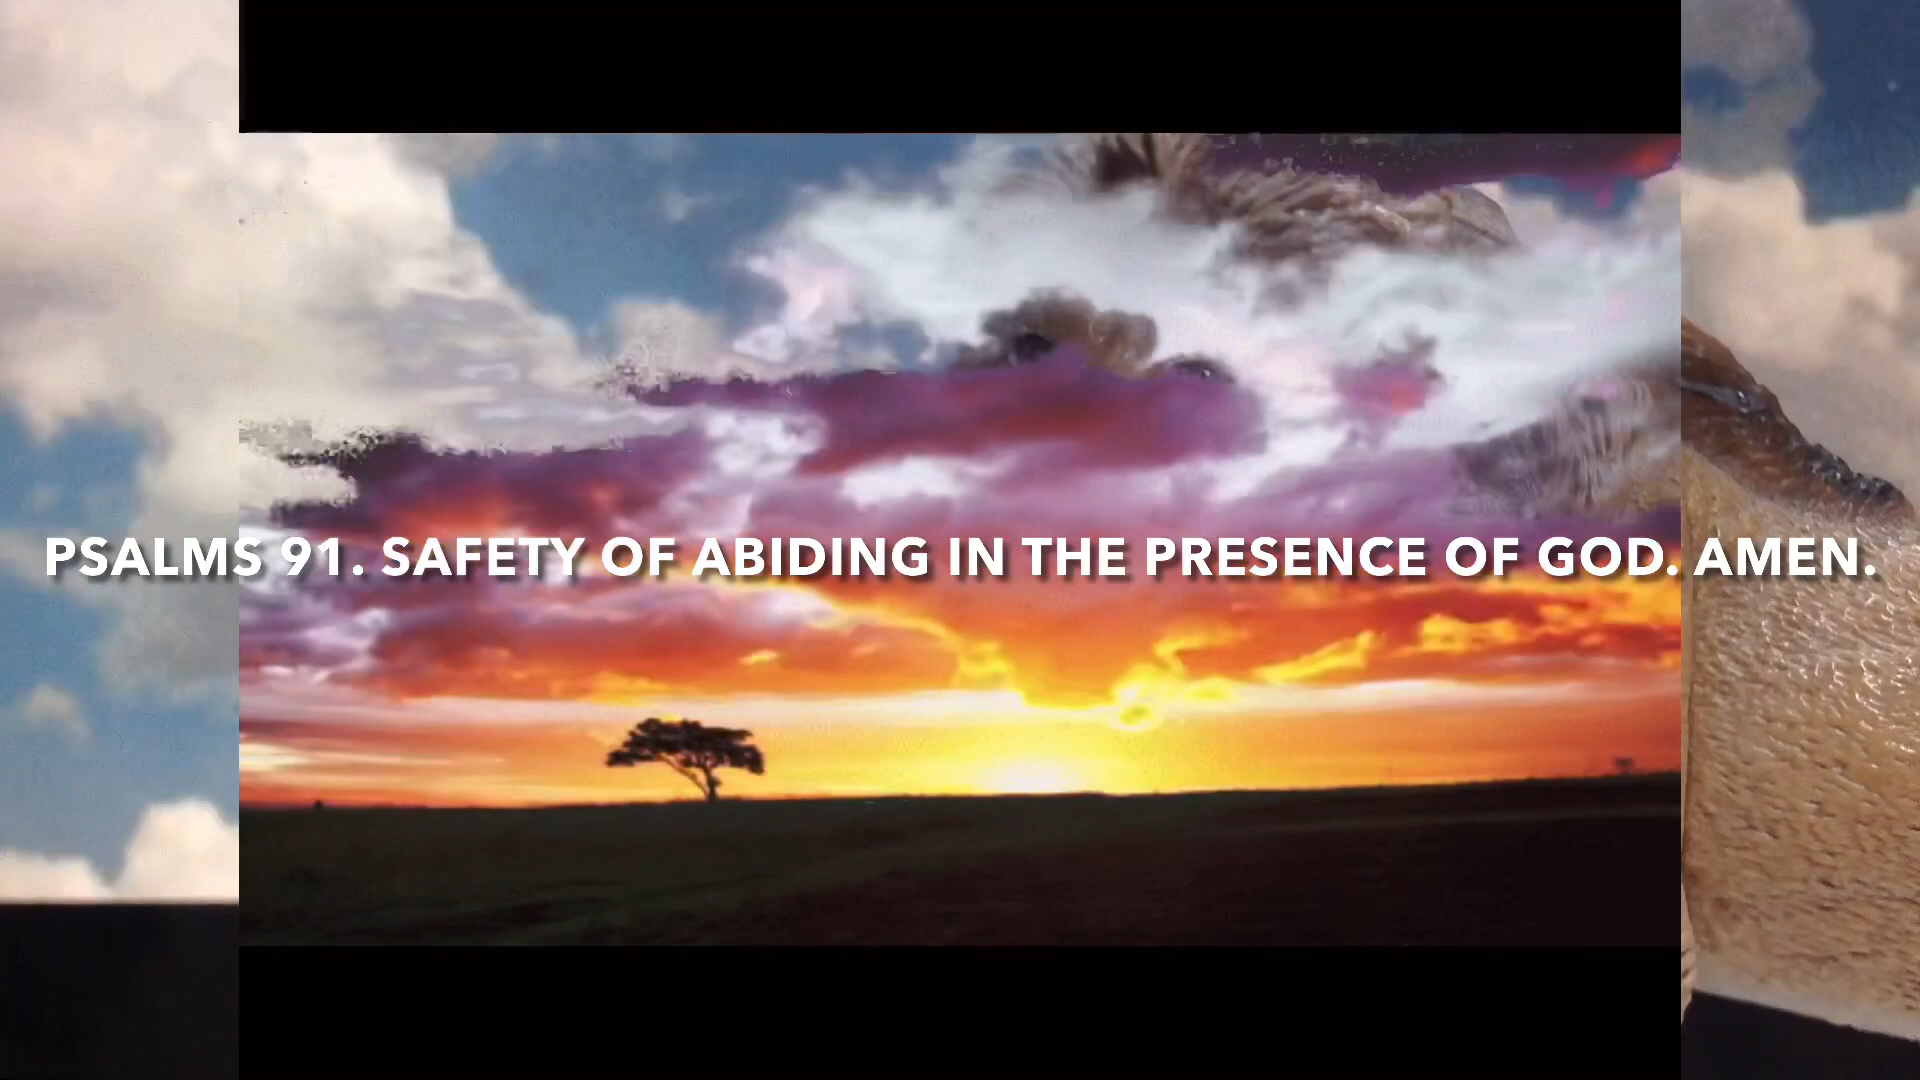 PSALMS 91. SAFETY OF ABIDING IN THE PRESENCE OF GOD. AMEN.